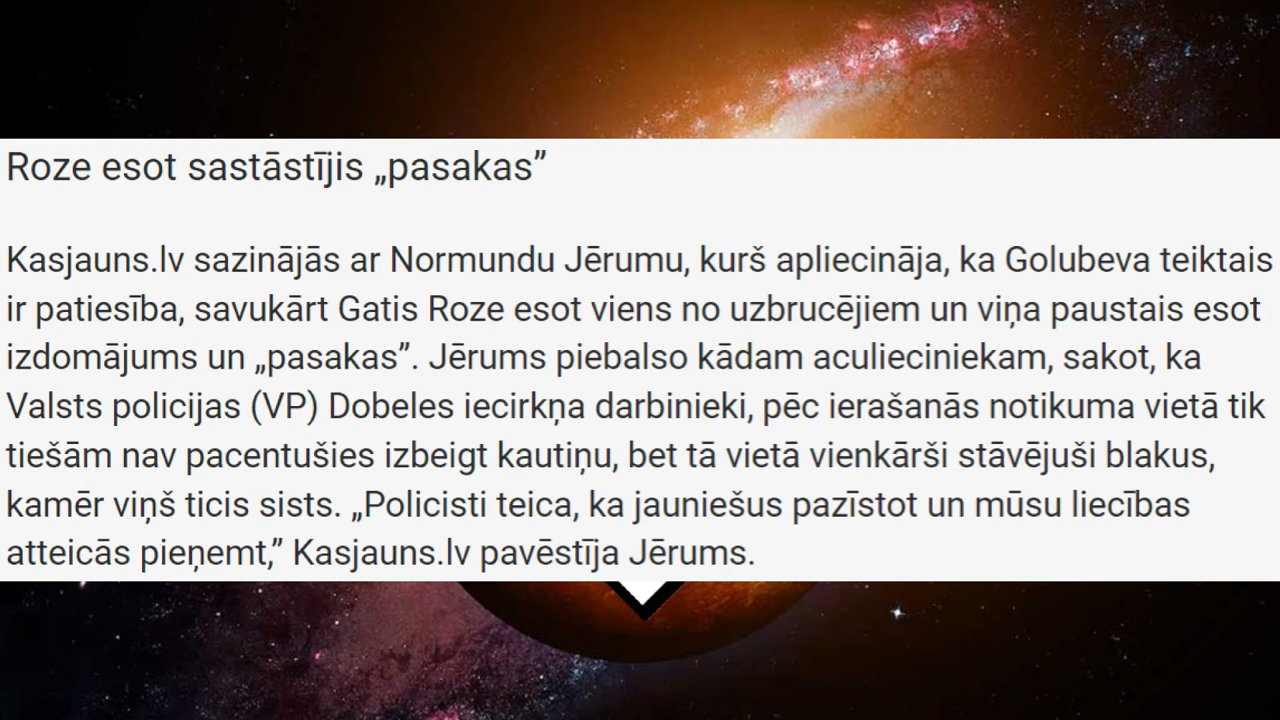 Roze esot sastāstījis „pasakas”
Kasjauns.lv sazinājās ar Normundu Jērumu, kurš apliecināja, ka Golubeva teiktais
ir patiesība, savukārt Gatis Roze esot viens no uzbrucējiem un viņa paustais esot
izdomājums un „pasakas”. Jērums piebalso kādam aculieciniekam, sakot, ka
Valsts policijas (VP) Dobeles iecirkņa darbinieki, pēc ierašanās notikuma vietā tik
tiešām nav pacentušies izbeigt kautiņu, bet tā vietā vienkārši stāvējuši blakus,
kamēr viņš ticis sists. „Policisti teica, ka jauniešus pazīstot un mūsu liecības
atteicās pieņemt,” Kasjauns.lv pavēstīja Jērums.